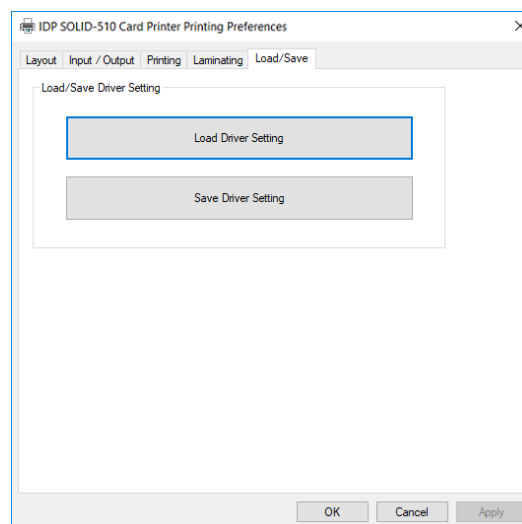 IDP SOLID-510 Card Printer Printing Preferences
Layout Input / Output Printing Laminating Load/Save
Load/Save Driver Setting
Load Driver Setting
Save Driver Setting
OK Cancel Apply